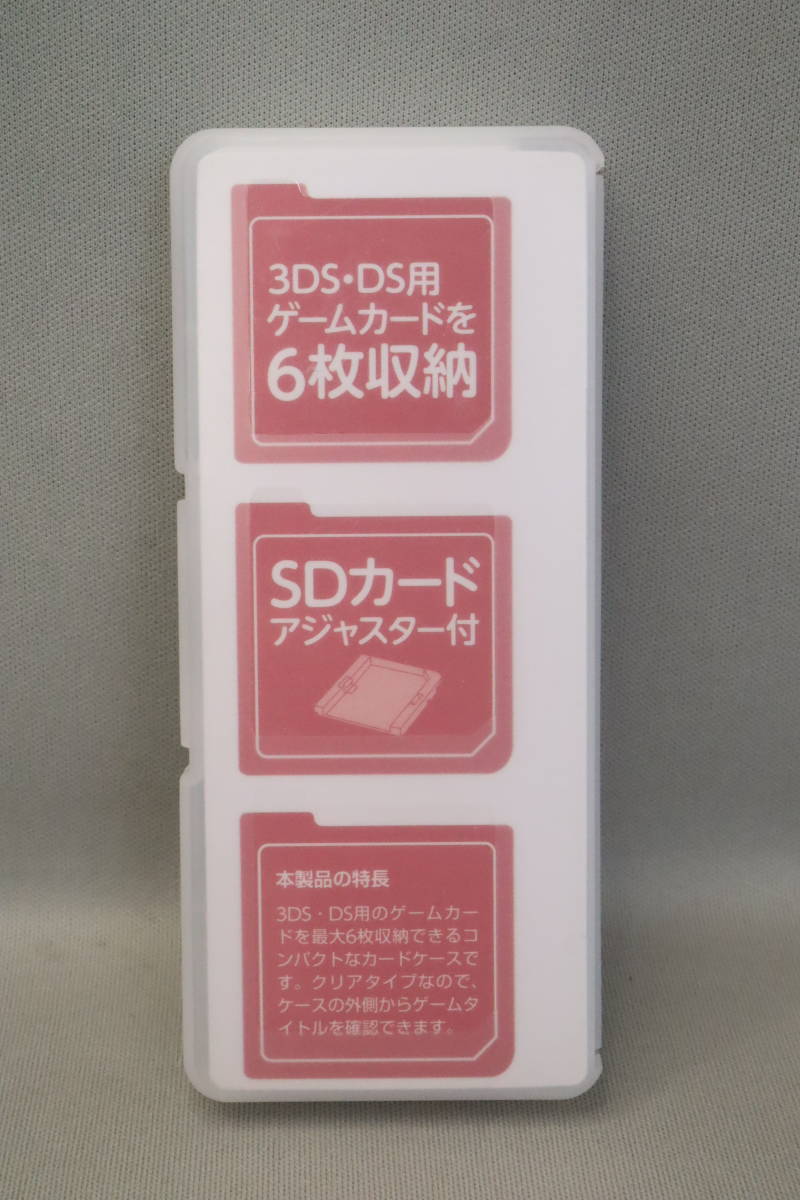 3DS・DS用
ゲームカードを
6枚収納
SDカード
アジャスター付
本製品の特長
3DS・DS用のゲームカー
ドを最大6枚収納できるコ
ンパクトなカードケースで
す。クリアタイプなので、
ケースの外側からゲームタ
イトルを確認できます。